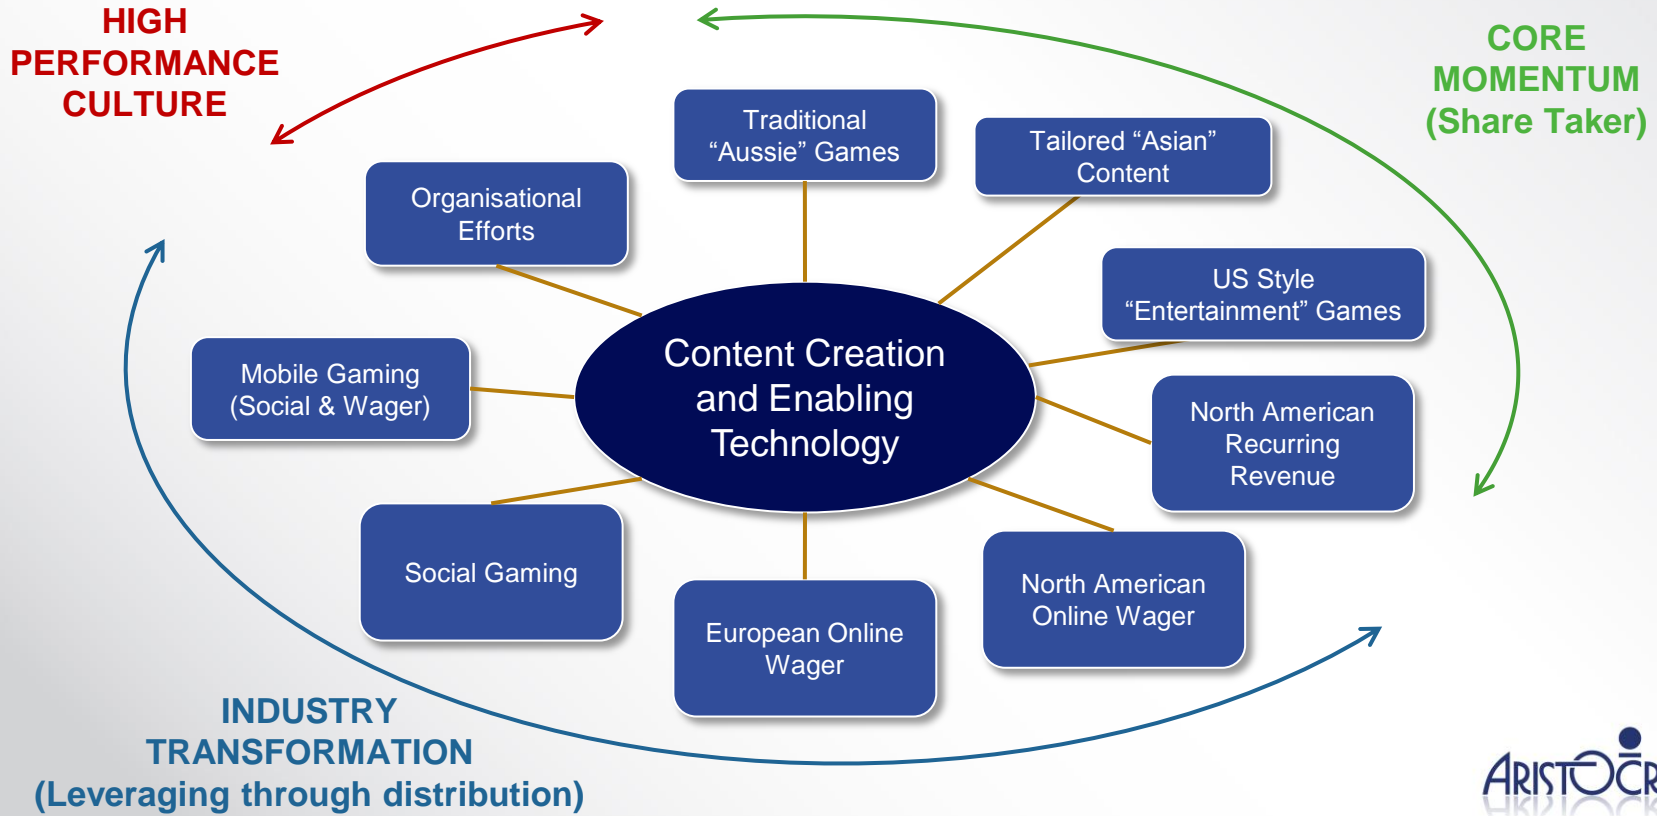 HIGH
PERFORMANCE
CULTURE
CORE
MOMENTUM
(Share Taker)
Traditional
“Aussie” Games
Tailored “Asian”
Content
Organisational
Efforts
US Style
“Entertainment” Games
Content Creation
and Enabling
Technology
Mobile Gaming
(Social & Wager)
North American
Recurring
Revenue
Social Gaming
North American
Online Wager
European Online
Wager
INDUSTRY
TRANSFORMATION
(Leveraging through distribution)
ARISTOCR